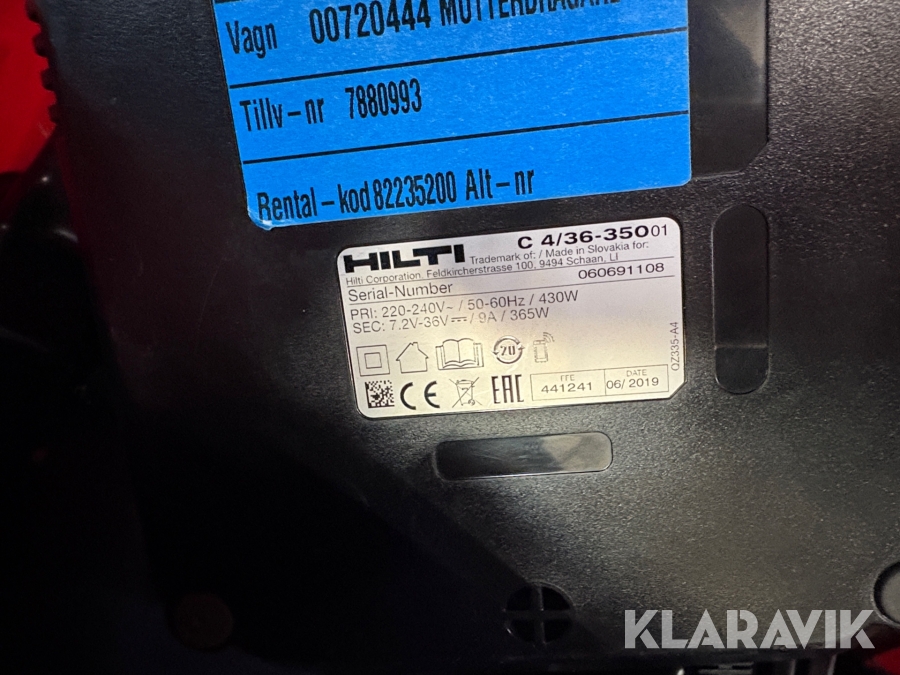 Vagn 00720444 MUTTERDRAGARE
Tillv-nr 7880993
Rental-kod 82235200 Alt-nr
HILTI C 4/36-350 01
Trademark of: / Made in Slovakia for:
Hilti Corporation, Feldkircherstrasse 100, 9494 Schaan, LI
Serial-Number 060691108
PRI: 220-240V~ / 50-60Hz / 430W
SEC: 7.2V-36V⎓ / 9A / 365W
QZ335-A4
20
CE EAC
FFC
441241
DATE
06/2019
KLARAVIK